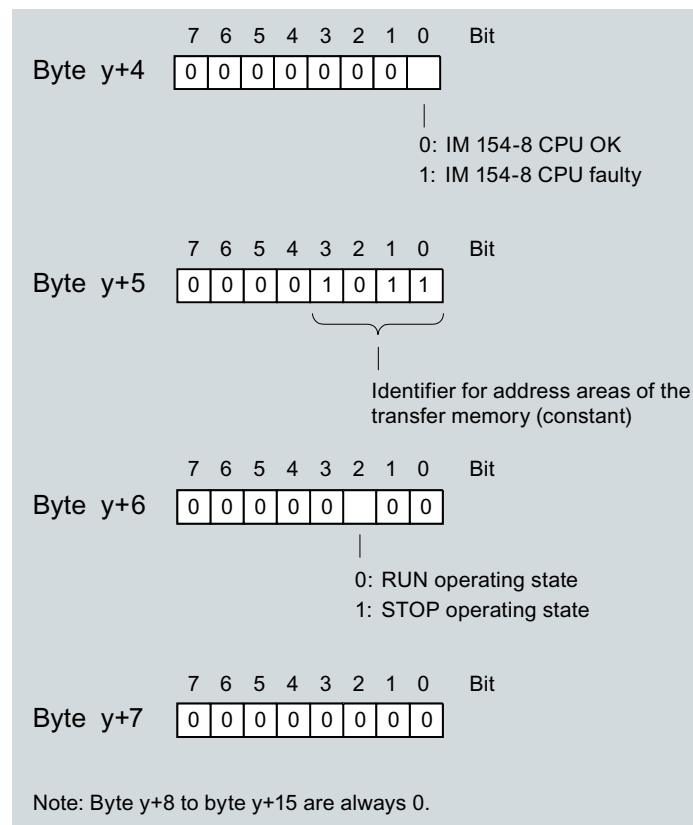 7 6 5 4 3 2 1 0 Bit
Byte y+4 0 0 0 0 0 0 0
0: IM 154-8 CPU OK
1: IM 154-8 CPU faulty
7 6 5 4 3 2 1 0 Bit
Byte y+5 0 0 0 0 1 0 1 1
Identifier for address areas of the
transfer memory (constant)
7 6 5 4 3 2 1 0 Bit
Byte y+6 0 0 0 0 0 0 0
0: RUN operating state
1: STOP operating state
7 6 5 4 3 2 1 0 Bit
Byte y+7 0 0 0 0 0 0 0 0
Note: Byte y+8 to byte y+15 are always 0.